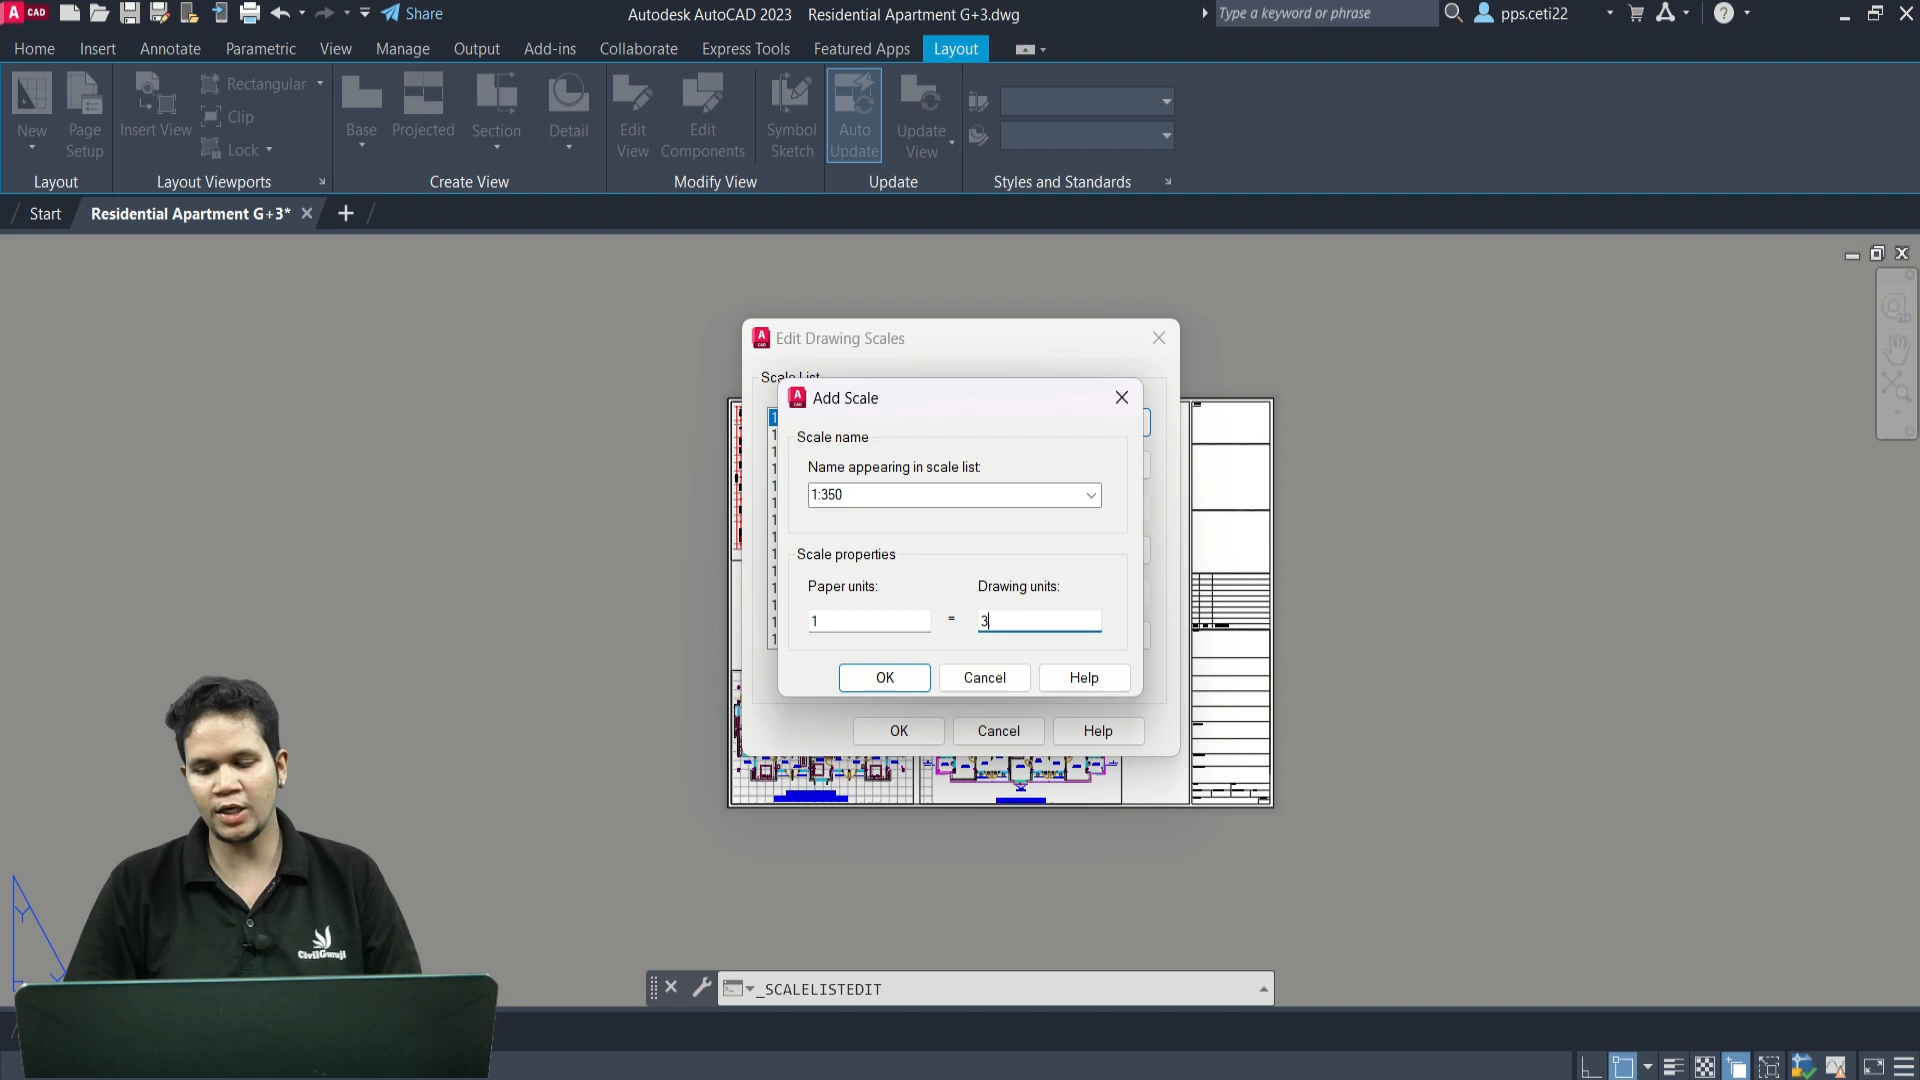 A CAD
Share
Autodesk AutoCAD 2023 Residential Apartment G+3.dwg
Type a keyword or phrase
pps.ceti22
Home Insert Annotate Parametric View Manage Output Add-ins Collaborate Express Tools Featured Apps Layout
New
Page Setup
Insert View
Rectangular
Clip
Lock
Base
Projected
Section
Detail
Edit View
Edit Components
Symbol Sketch
Auto Update
Update View
Layout Layout Viewports Create View Modify View Update Styles and Standards
Start Residential Apartment G+3*
Edit Drawing Scales
Scale List
Add Scale
Scale name
Name appearing in scale list:
1:350
Scale properties
Paper units: Drawing units:
1 = 3
OK Cancel Help
OK Cancel Help
CivilGuruji
_SCALELISTEDIT